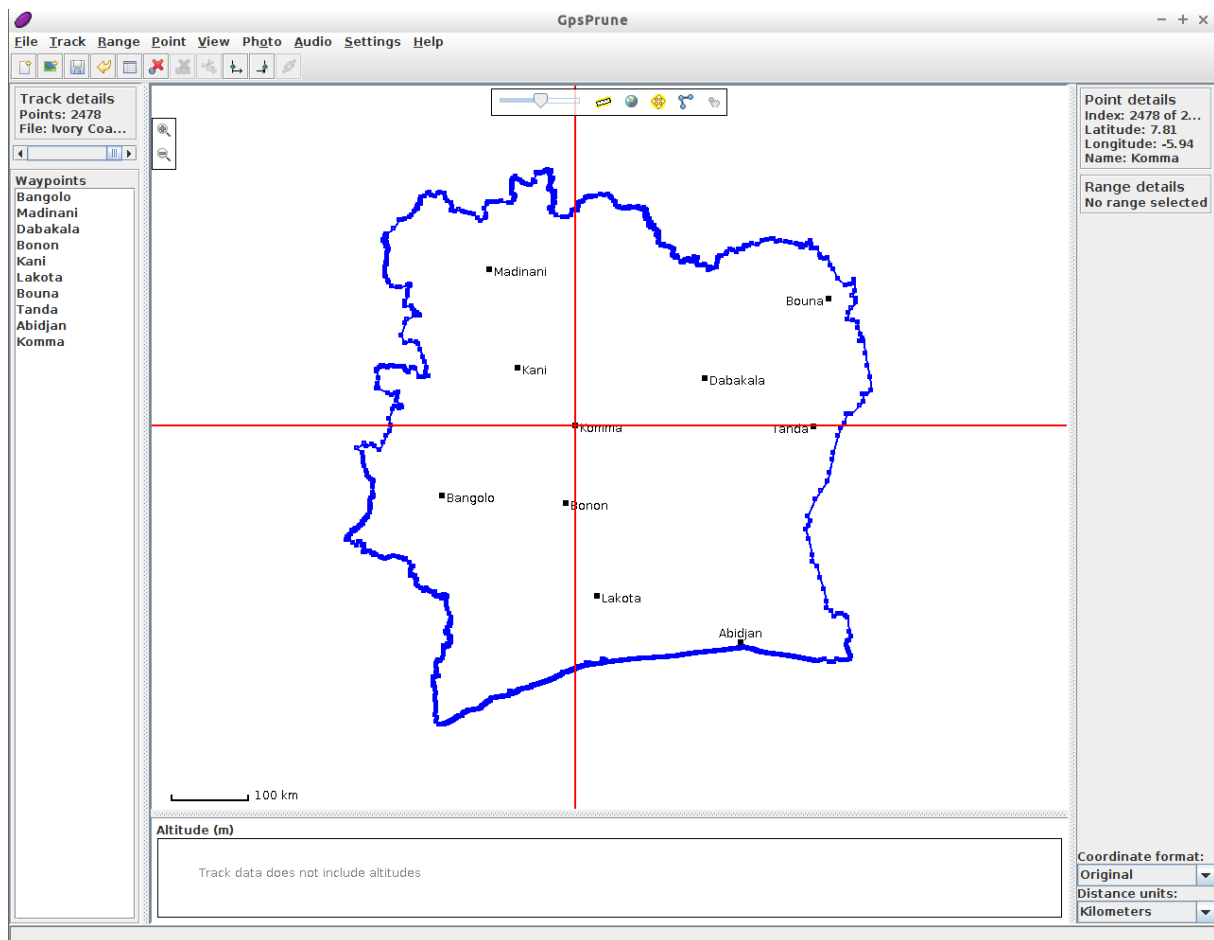 GpsPrune
File Track Range Point View Photo Audio Settings Help
Track details
Points: 2478
File: Ivory Coa...
Waypoints
Bangolo
Madinani
Dabakala
Bonon
Kani
Lakota
Bouna
Tanda
Abidjan
Komma
Madinani
Bouna
Kani
Dabakala
Komma
Tanda
Bangolo
Bonon
Lakota
Abidjan
100 km
Altitude (m)
Track data does not include altitudes
Point details
Index: 2478 of 2...
Latitude: 7.81
Longitude: -5.94
Name: Komma
Range details
No range selected
Coordinate format:
Original
Distance units:
Kilometers